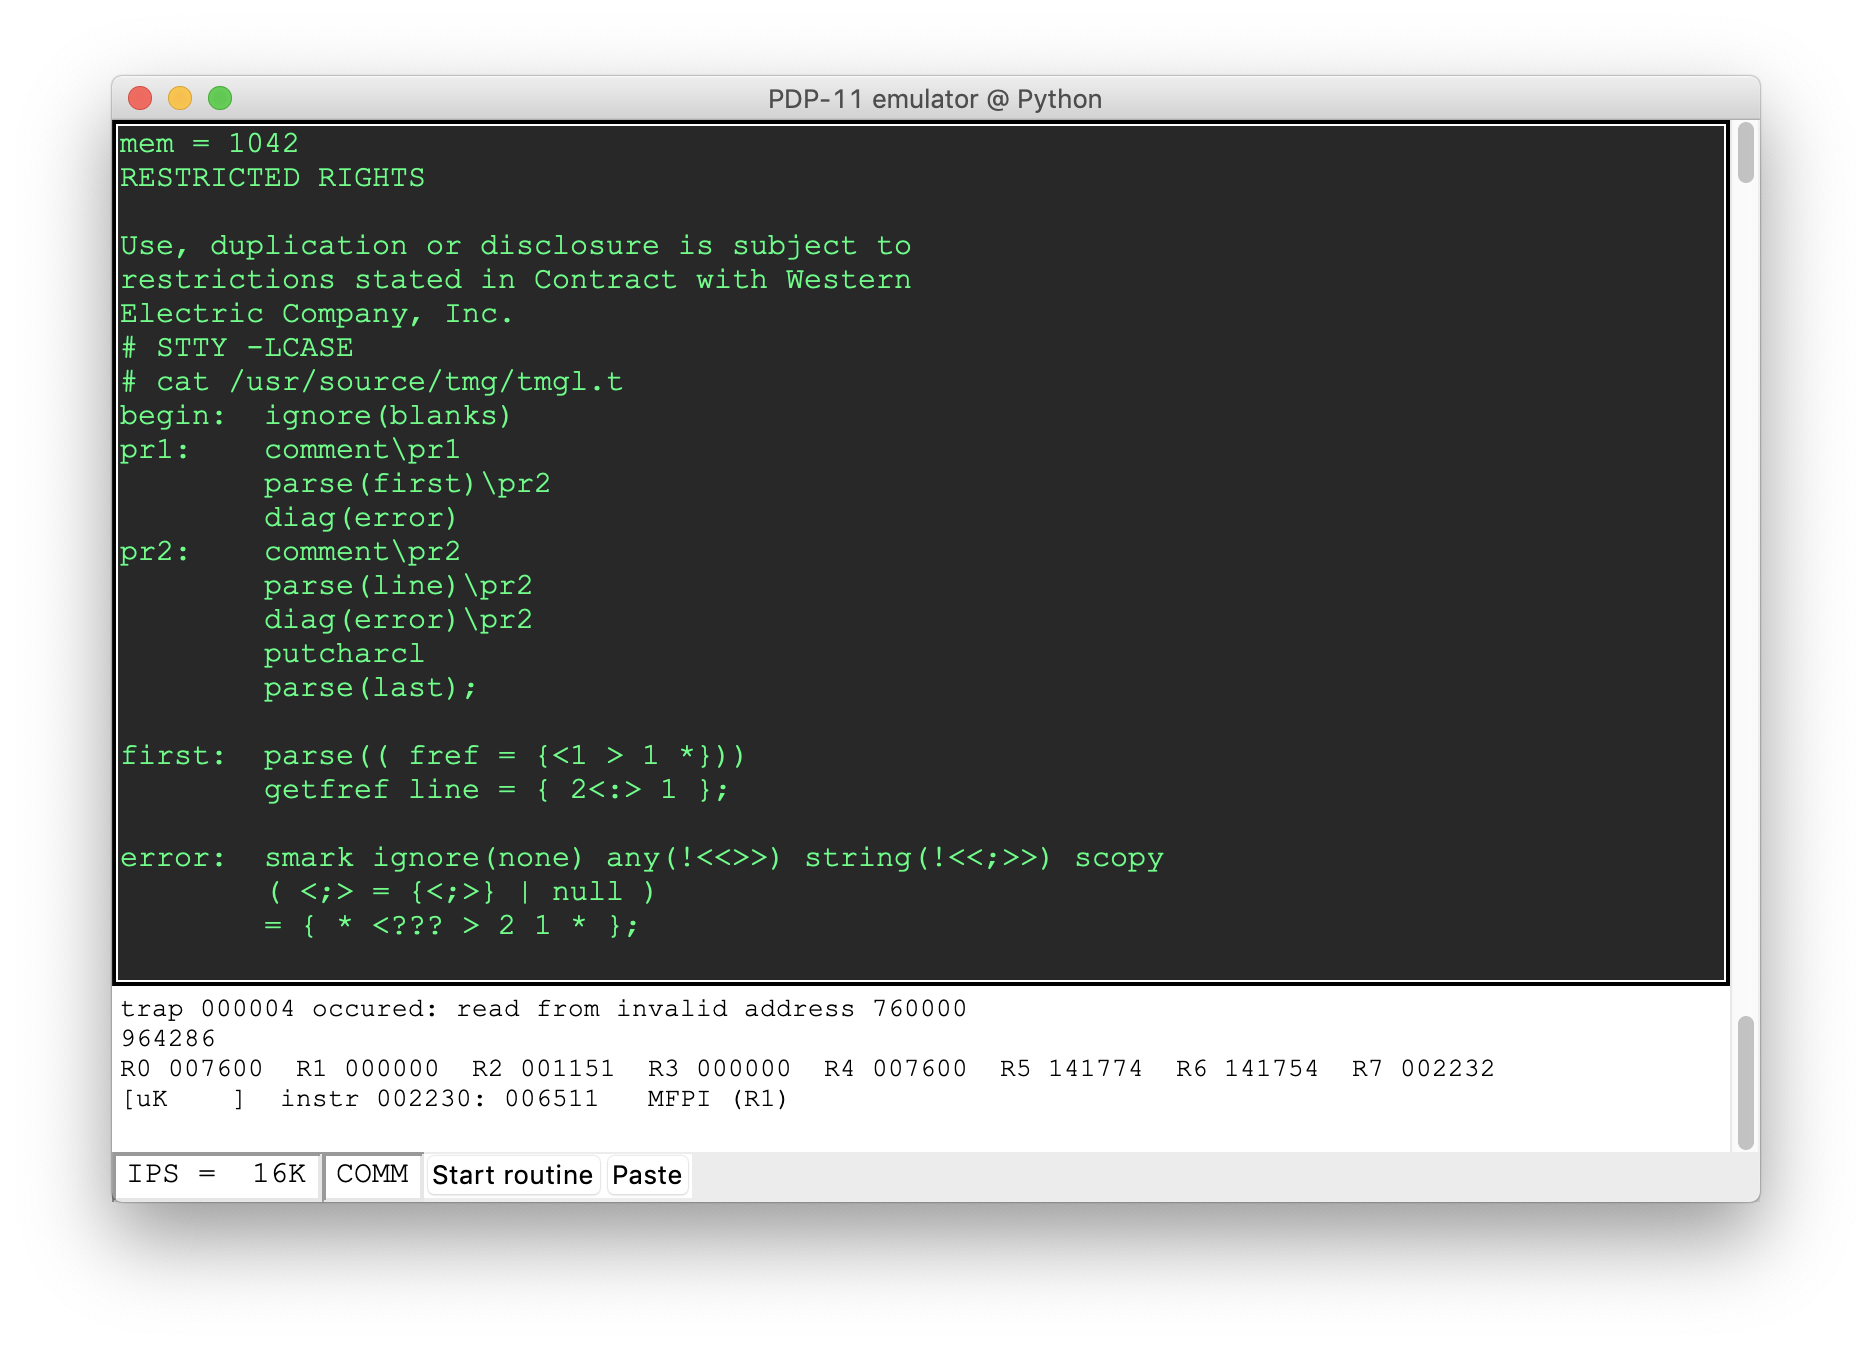 PDP-11 emulator @ Python
mem = 1042
RESTRICTED RIGHTS

Use, duplication or disclosure is subject to
restrictions stated in Contract with Western
Electric Company, Inc.
# STTY -LCASE
# cat /usr/source/tmg/tmgl.t
begin:  ignore(blanks)
pr1:    comment\pr1
        parse(first)\pr2
        diag(error)
pr2:    comment\pr2
        parse(line)\pr2
        diag(error)\pr2
        putcharcl
        parse(last);

first:  parse(( fref = {<1 > 1 *}))
        getfref line = { 2<:> 1 };

error:  smark ignore(none) any(!<<>>) string(!<<;>>) scopy
        ( <;> = {<;>} | null )
        = { * <??? > 2 1 * };

trap 000004 occured: read from invalid address 760000
964286
R0 007600  R1 000000  R2 001151  R3 000000  R4 007600  R5 141774  R6 141754  R7 002232
[uK    ]  instr 002230: 006511   MFPI (R1)
IPS =  16K COMM Start routine Paste